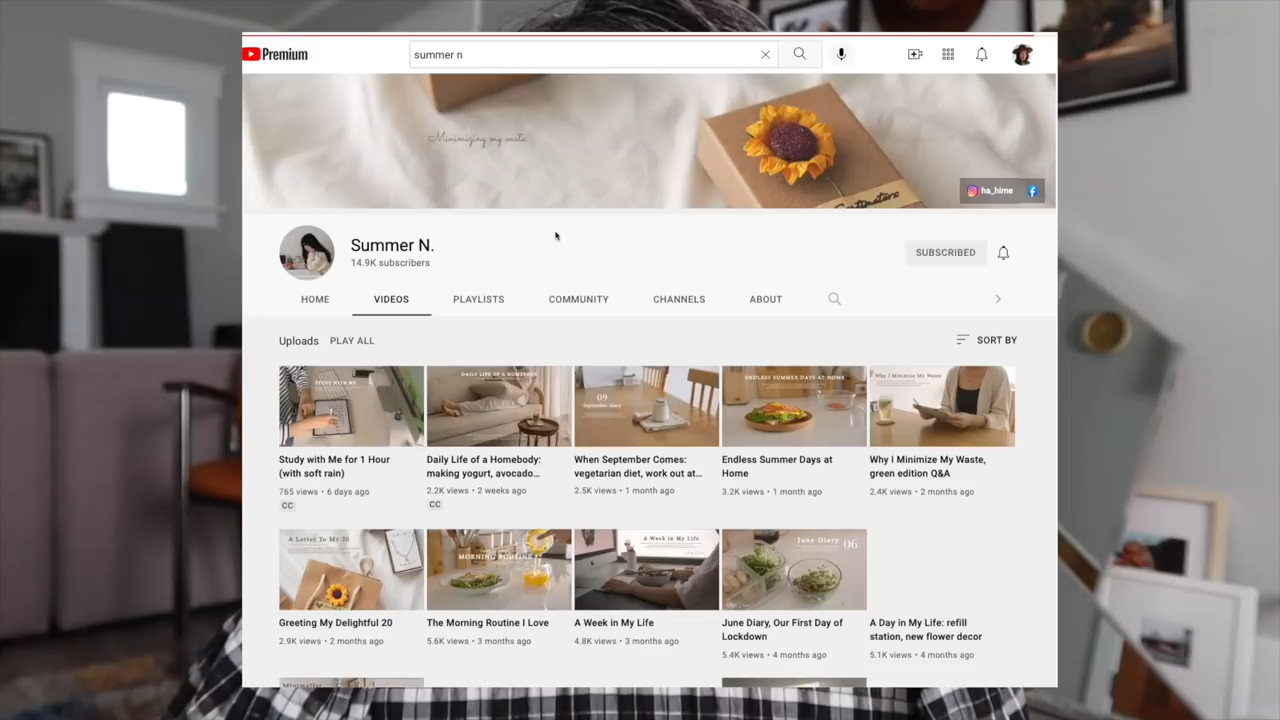 Premium
summer n
Minimizing my waste
ha_hime
Summer N.
14.9K subscribers
SUBSCRIBED
HOME
VIDEOS
PLAYLISTS
COMMUNITY
CHANNELS
ABOUT
Uploads
PLAY ALL
SORT BY
STUDY WITH ME
DAILY LIFE OF A HOMEBODY
09
September diary
ENDLESS SUMMER DAYS AT HOME
Why I Minimize My Waste
Study with Me for 1 Hour
(with soft rain)
765 views • 6 days ago
CC
Daily Life of a Homebody:
making yogurt, avocado...
2.2K views • 2 weeks ago
CC
When September Comes:
vegetarian diet, work out at...
2.5K views • 1 month ago
Endless Summer Days at
Home
3.2K views • 1 month ago
Why I Minimize My Waste,
green edition Q&A
2.4K views • 2 months ago
A Letter To My 20
MORNING ROUTINE
A Week in My Life
June Diary 06
Greeting My Delightful 20
2.9K views • 2 months ago
The Morning Routine I Love
5.6K views • 3 months ago
A Week in My Life
4.8K views • 3 months ago
June Diary, Our First Day of
Lockdown
5.4K views • 4 months ago
A Day in My Life: refill
station, new flower decor
5.1K views • 4 months ago
Minimalist